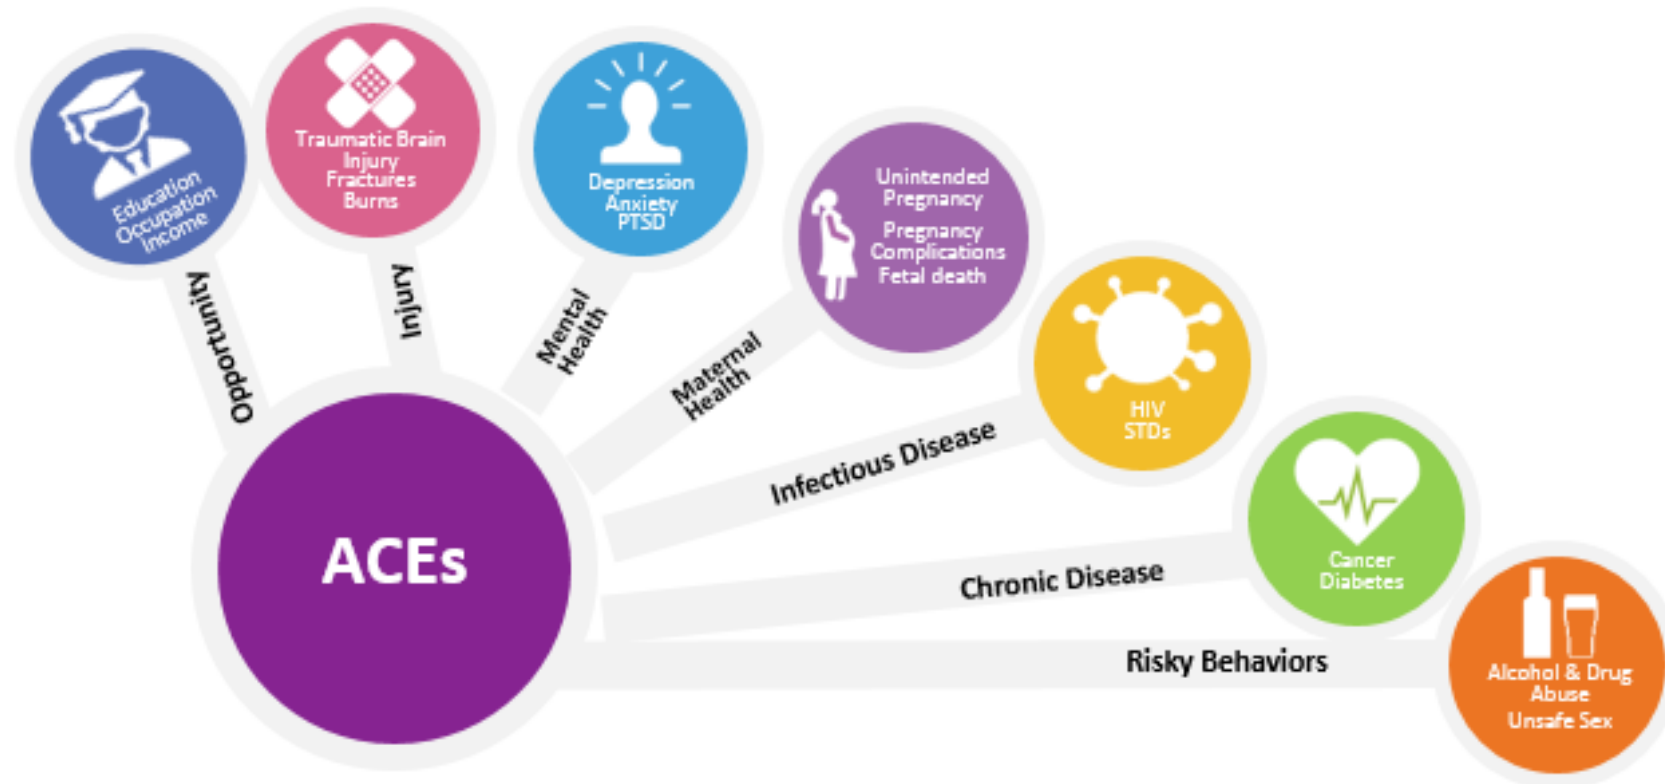 Education
Occupation
Income
Opportunity
Traumatic Brain
Injury
Fractures
Burns
Injury
Depression
Anxiety
PTSD
Mental
Health
Unintended
Pregnancy
Pregnancy
Complications
Fetal death
Maternal
Health
HIV
STDs
Infectious Disease
Cancer
Diabetes
Chronic Disease
Alcohol & Drug
Abuse
Unsafe Sex
Risky Behaviors
ACEs